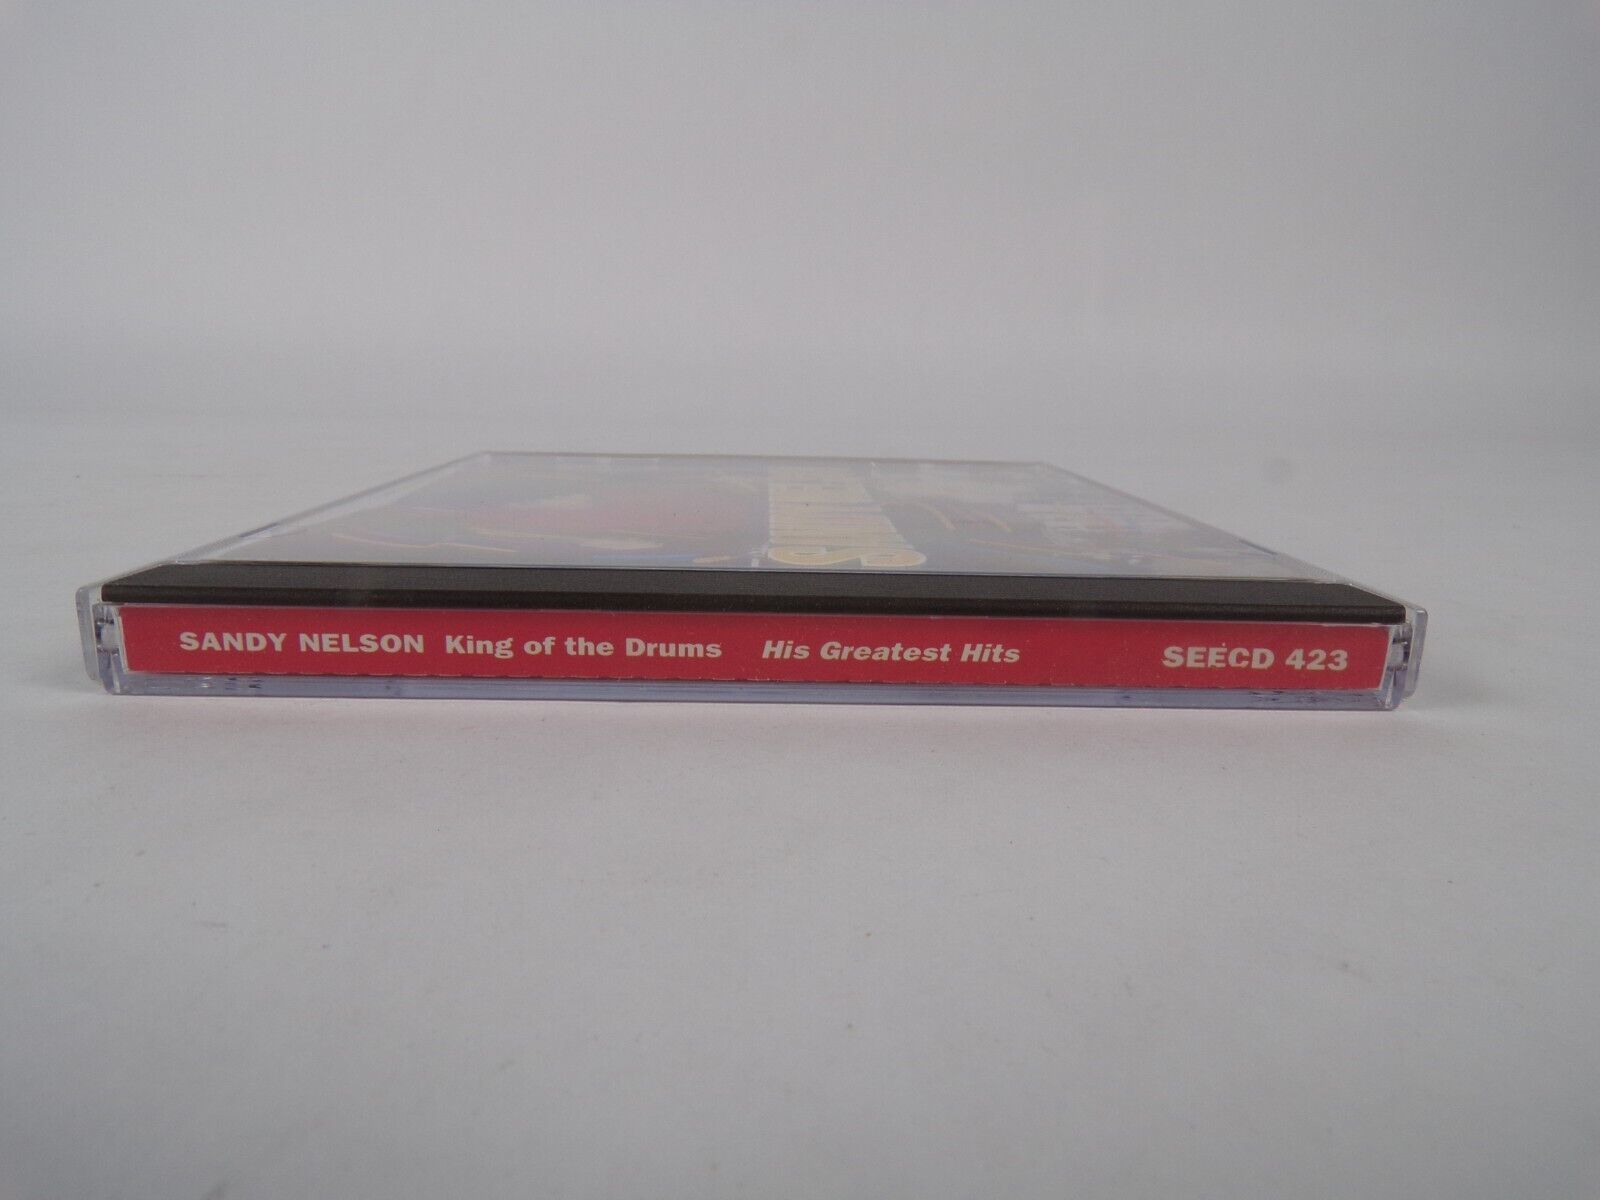 SANDY NELSON King of the Drums His Greatest Hits SEECD 423